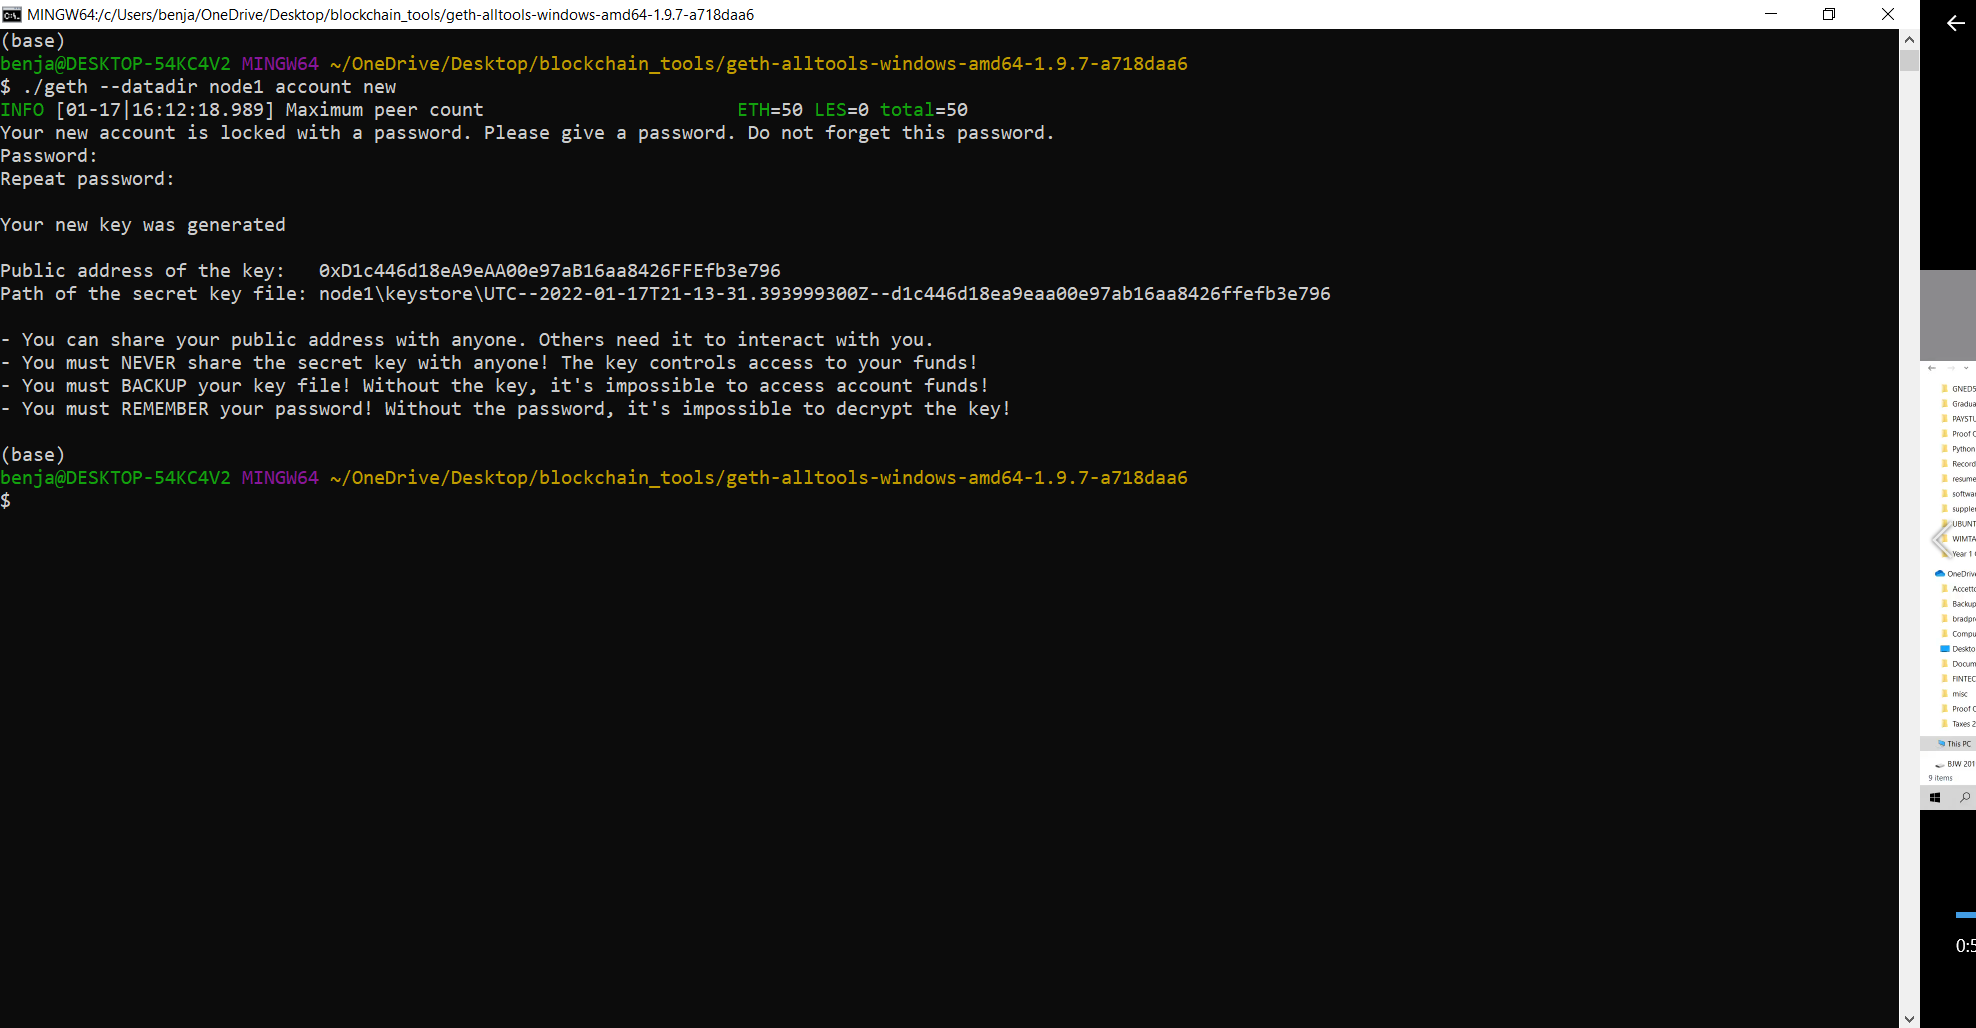 MINGW64:/c/Users/benja/OneDrive/Desktop/blockchain_tools/geth-alltools-windows-amd64-1.9.7-a718daa6
(base)
benja@DESKTOP-54KC4V2 MINGW64 ~/OneDrive/Desktop/blockchain_tools/geth-alltools-windows-amd64-1.9.7-a718daa6
$ ./geth --datadir node1 account new
INFO [01-17|16:12:18.989] Maximum peer count ETH=50 LES=0 total=50
Your new account is locked with a password. Please give a password. Do not forget this password.
Password:
Repeat password:
Your new key was generated
Public address of the key: 0xD1c446d18eA9eAA00e97aB16aa8426FFEfb3e796
Path of the secret key file: node1\keystore\UTC--2022-01-17T21-13-31.393999300Z--d1c446d18ea9eaa00e97ab16aa8426ffefb3e796
- You can share your public address with anyone. Others need it to interact with you.
- You must NEVER share the secret key with anyone! The key controls access to your funds!
- You must BACKUP your key file! Without the key, it's impossible to access account funds!
- You must REMEMBER your password! Without the password, it's impossible to decrypt the key!
(base)
benja@DESKTOP-54KC4V2 MINGW64 ~/OneDrive/Desktop/blockchain_tools/geth-alltools-windows-amd64-1.9.7-a718daa6
$
GNED5
Gradua
PAYSTU
Proof C
Python
Record
resume
softwar
suppler
UBUNT
WIMTA
Year 1
OneDrive
Accetto
Backup
bradpr
Compu
Deskto
Docum
FINTEC
misc
Proof C
Taxes 2
This PC
BJW 201
9 items
0:5